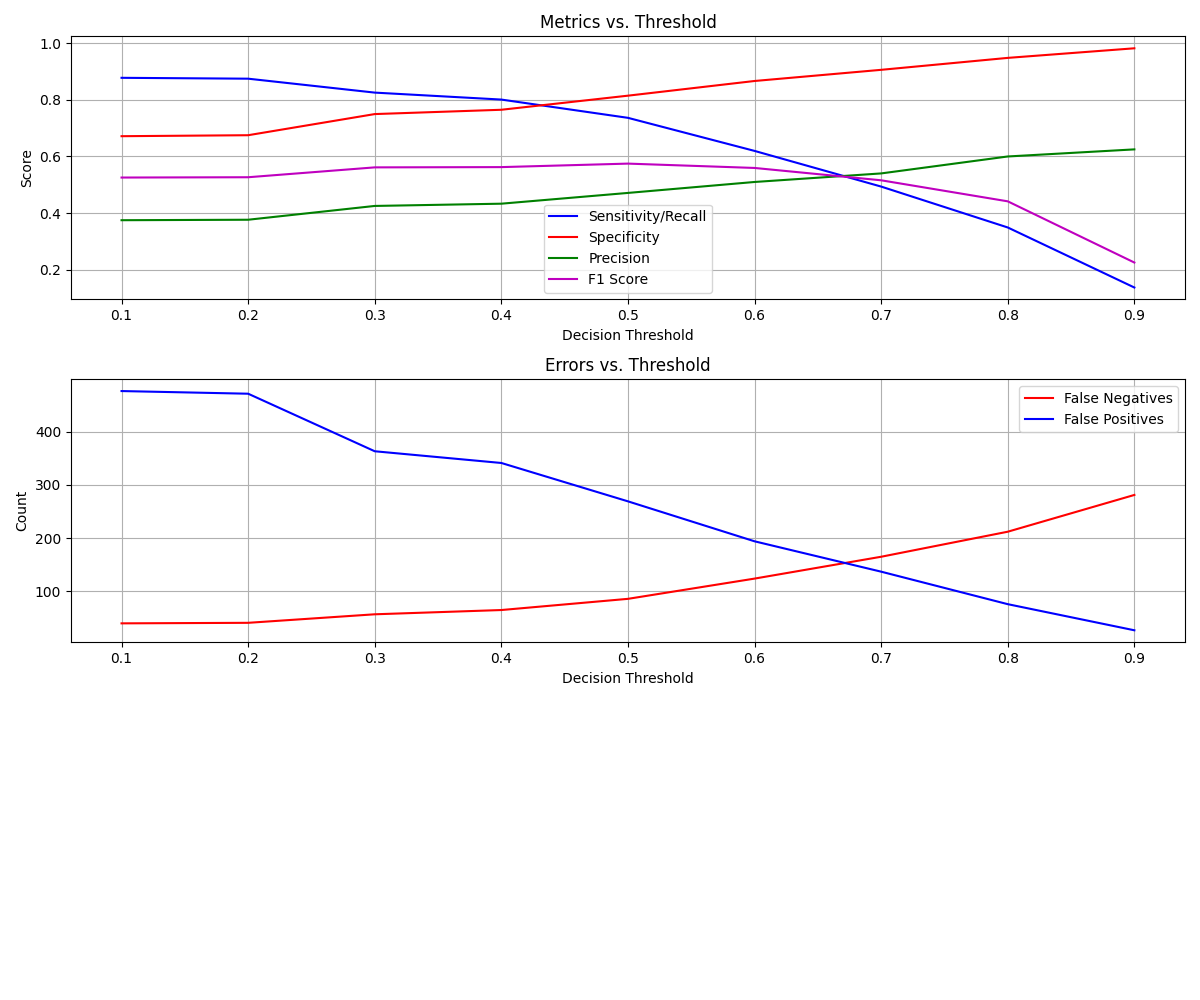 Metrics vs. Threshold
1.0
0.8
0.6
0.4
0.2
Score
Sensitivity/Recall
Specificity
Precision
F1 Score
0.1 0.2 0.3 0.4 0.5 0.6 0.7 0.8 0.9
Decision Threshold
Errors vs. Threshold
400
300
200
100
Count
False Negatives
False Positives
0.1 0.2 0.3 0.4 0.5 0.6 0.7 0.8 0.9
Decision Threshold